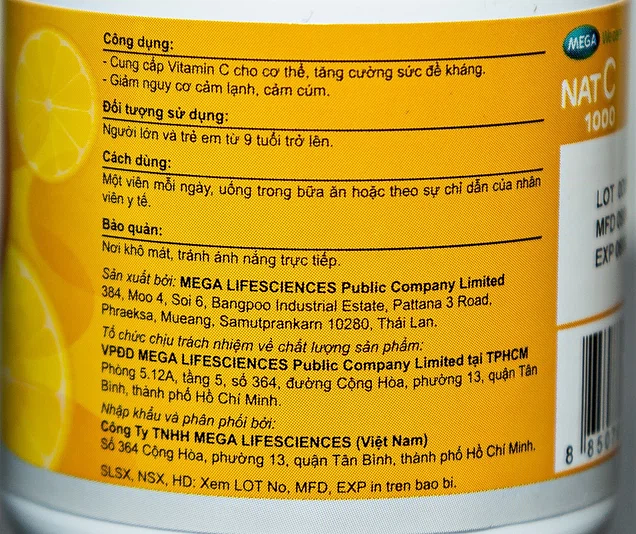 Công dụng:
- Cung cấp Vitamin C cho cơ thể, tăng cường sức đề kháng.
- Giảm nguy cơ cảm lạnh, cảm cúm.
Đối tượng sử dụng:
Người lớn và trẻ em từ 9 tuổi trở lên.
Cách dùng:
Một viên mỗi ngày, uống trong bữa ăn hoặc theo sự chỉ dẫn của nhân
viên y tế.
Bảo quản:
Nơi khô mát, tránh ánh nắng trực tiếp.
Sản xuất bởi: MEGA LIFESCIENCES Public Company Limited
384, Moo 4, Soi 6, Bangpoo Industrial Estate, Pattana 3 Road,
Phraeksa, Mueang, Samutprankarn 10280, Thái Lan.
Tổ chức chịu trách nhiệm về chất lượng sản phẩm:
VPĐD MEGA LIFESCIENCES Public Company Limited tại TPHCM
Phòng 5.12A, tầng 5, số 364, đường Cộng Hòa, phường 13, quận Tân
Bình, thành phố Hồ Chí Minh.
Nhập khẩu và phân phối bởi:
Công Ty TNHH MEGA LIFESCIENCES (Việt Nam)
Số 364 Cộng Hòa, phường 13, quận Tân Bình, thành phố Hồ Chí Minh.
SLSX, NSX, HD: Xem LOT No, MFD, EXP in tren bao bi.
MEGA
NAT C
1000
LOT
MFD
EXP